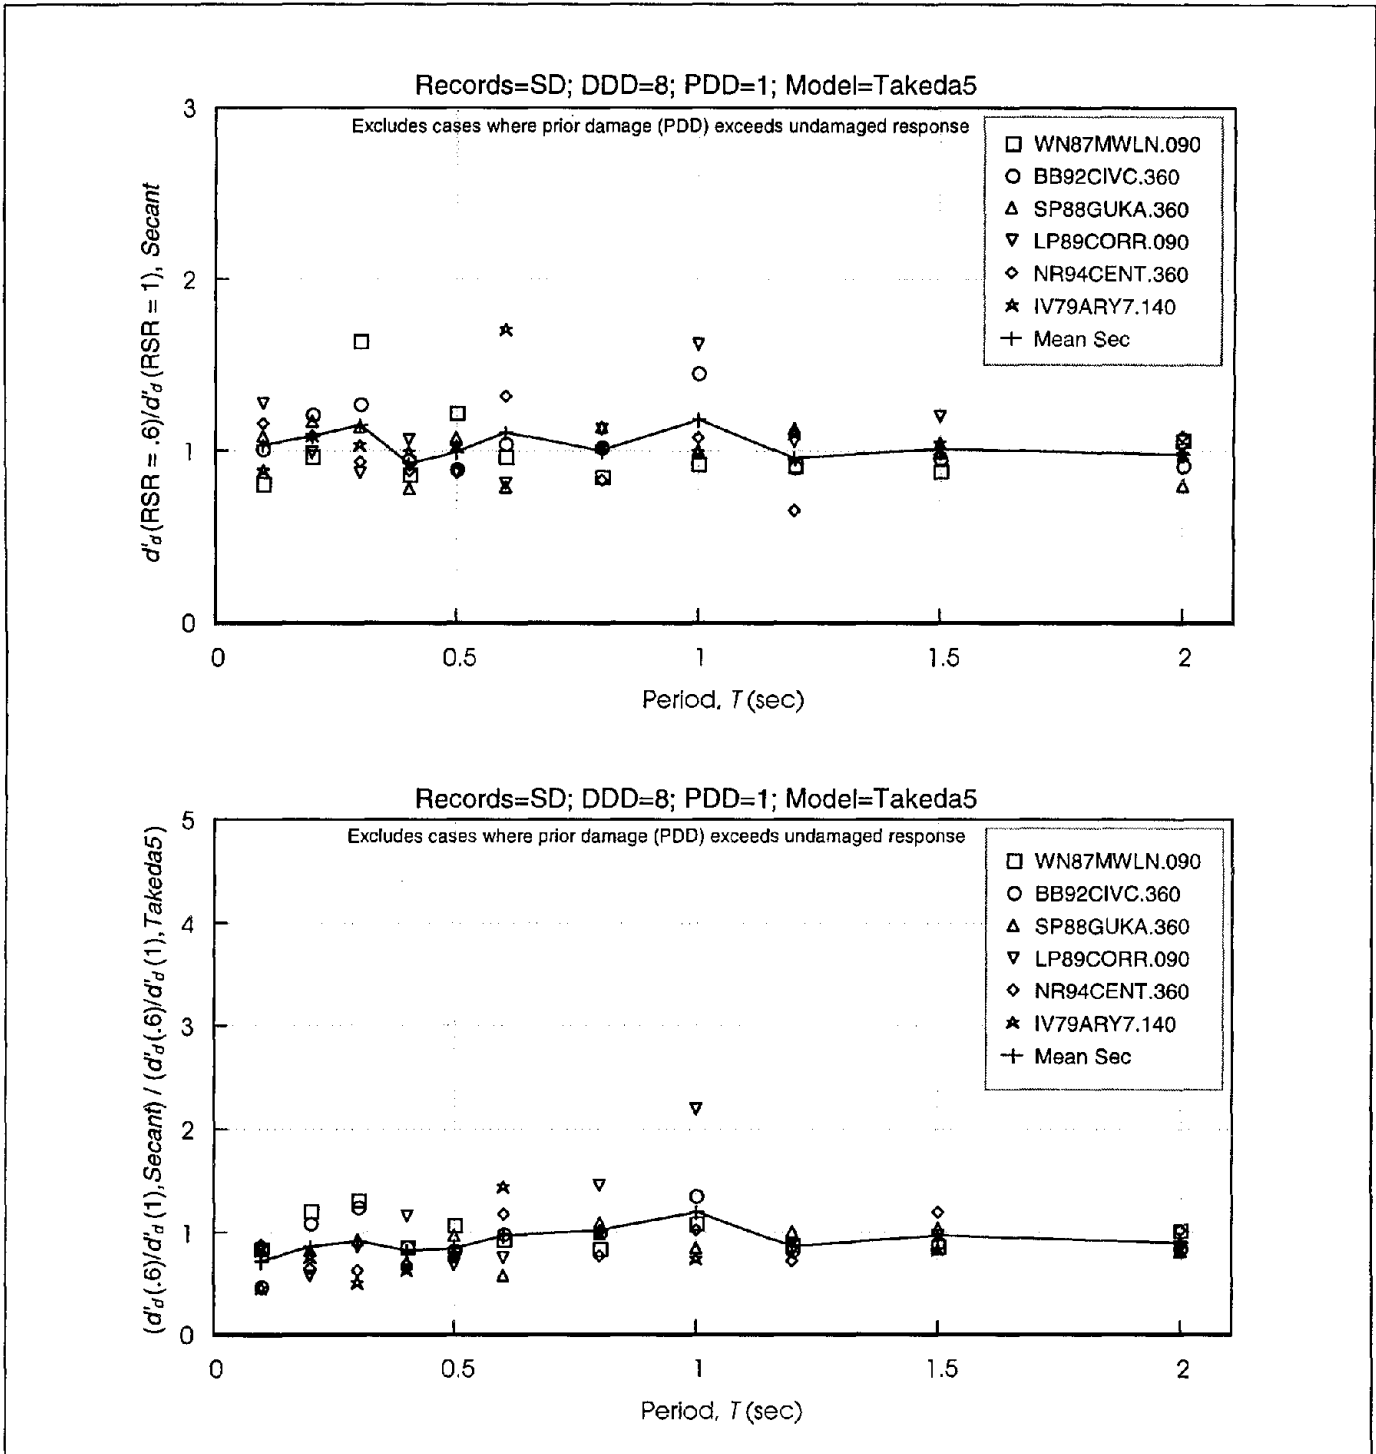 Records=SD; DDD=8; PDD=1; Model=Takeda5
Excludes cases where prior damage (PDD) exceeds undamaged response
d'd(RSR = .6)/d'd(RSR = 1), Secant
3
2
1
0
WN87MWLN.090
BB92CIVC.360
SP88GUKA.360
LP89CORR.090
NR94CENT.360
IV79ARY7.140
Mean Sec
0 0.5 1 1.5 2
Period, T (sec)
Records=SD; DDD=8; PDD=1; Model=Takeda5
Excludes cases where prior damage (PDD) exceeds undamaged response
(d'd(.6)/d'd(1), Secant) / (d'd(.6)/d'd(1), Takeda5)
5
4
3
2
1
0
WN87MWLN.090
BB92CIVC.360
SP88GUKA.360
LP89CORR.090
NR94CENT.360
IV79ARY7.140
Mean Sec
0 0.5 1 1.5 2
Period, T (sec)